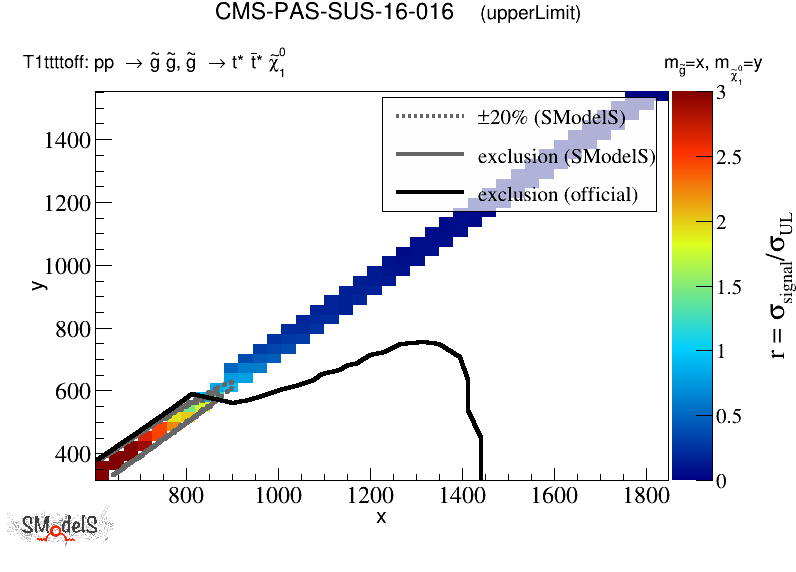 CMS-PAS-SUS-16-016 (upperLimit)
T1ttttoff: pp → g̃ g̃, g̃ → t* t̄* χ̃⁰₁
m_g̃=x, m_χ̃⁰₁=y
±20% (SModelS)
exclusion (SModelS)
exclusion (official)
1400
1200
1000
800
600
400
y
800 1000 1200 1400 1600 1800
x
3
2.5
2
1.5
1
0.5
0
r = σ_signal/σ_UL
SModelS